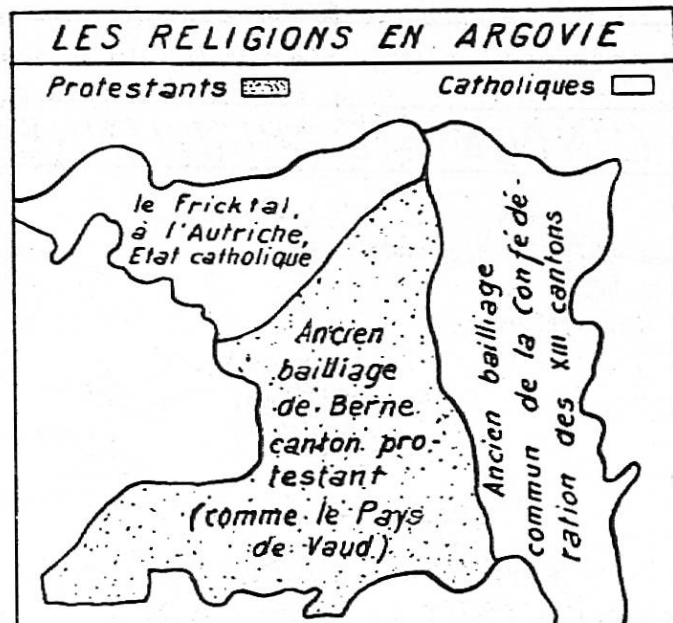 LES RELIGIONS EN ARGOVIE
Protestants
Catholiques
le Fricktal,
à l'Autriche,
Etat catholique
Ancien
bailliage
de Berne
canton pro-
testant
(comme le Pays
de Vaud)
Ancien bailliage
commun de la Confédé-
ration des XIII cantons